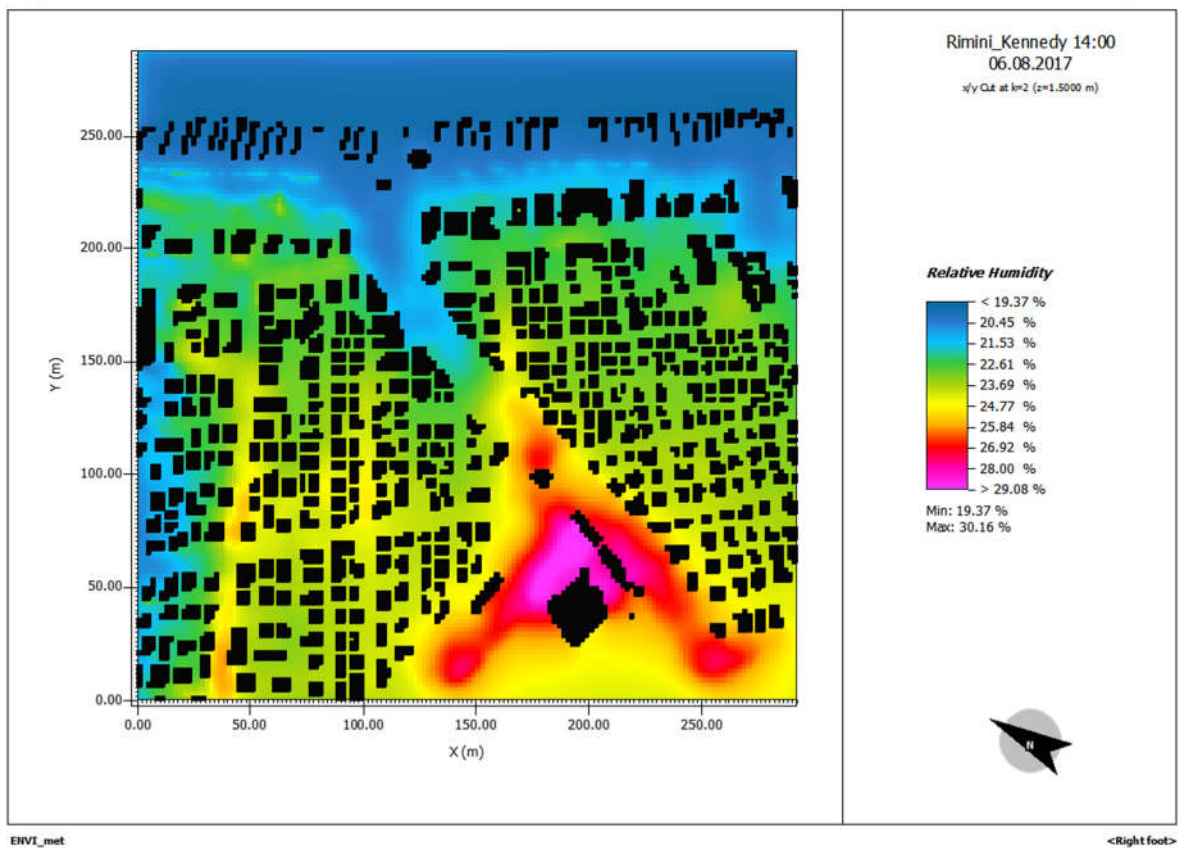 Rimini_Kennedy 14:00
06.08.2017
x/y Cut at k=2 (z=1.5000 m)
250.00
200.00
150.00
100.00
50.00
0.00
Y (m)
0.00 50.00 100.00 150.00 200.00 250.00
X (m)
Relative Humidity
< 19.37 %
20.45 %
21.53 %
22.61 %
23.69 %
24.77 %
25.84 %
26.92 %
28.00 %
> 29.08 %
Min: 19.37 %
Max: 30.16 %
N
ENVI_met
<Right foot>